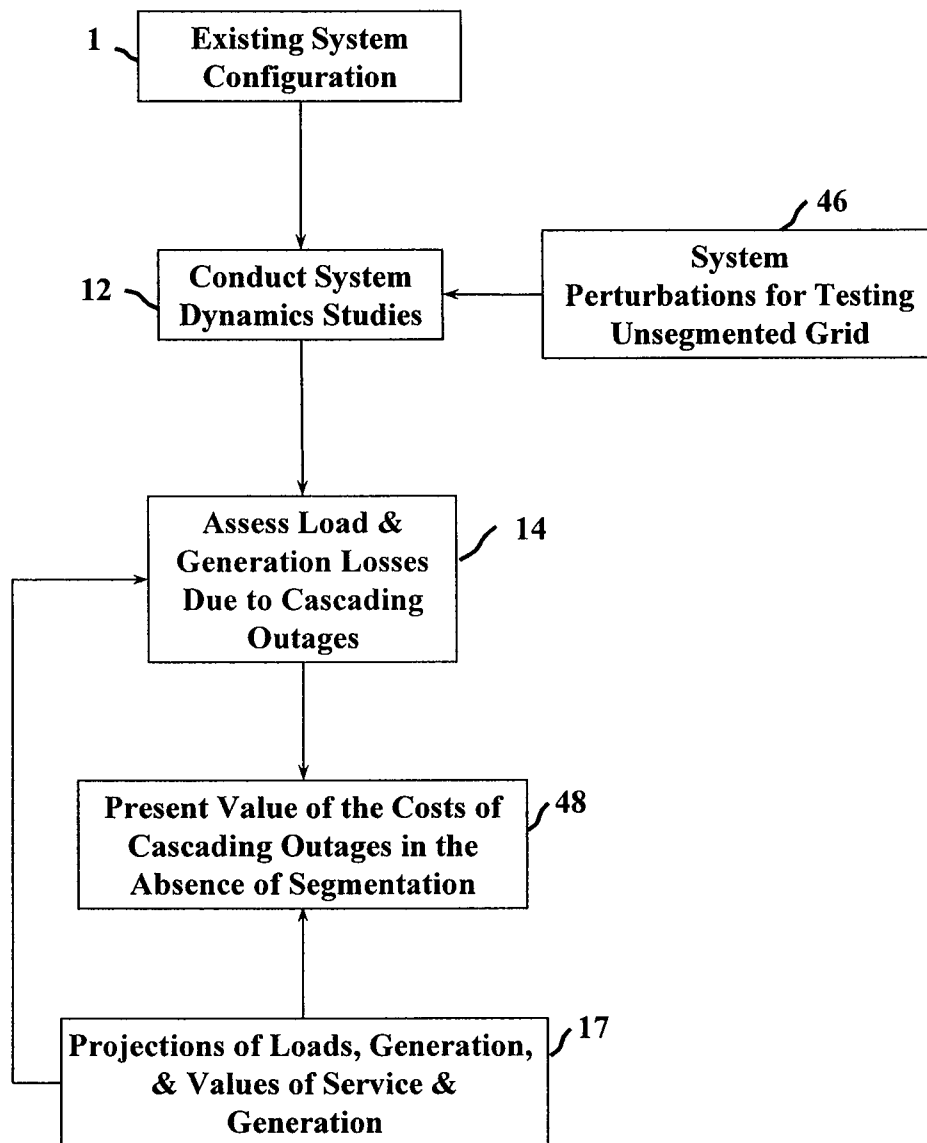 1
Existing System
Configuration
46
System
Perturbations for Testing
Unsegmented Grid
12
Conduct System
Dynamics Studies
14
Assess Load &
Generation Losses
Due to Cascading
Outages
48
Present Value of the Costs of
Cascading Outages in the
Absence of Segmentation
17
Projections of Loads, Generation,
& Values of Service &
Generation